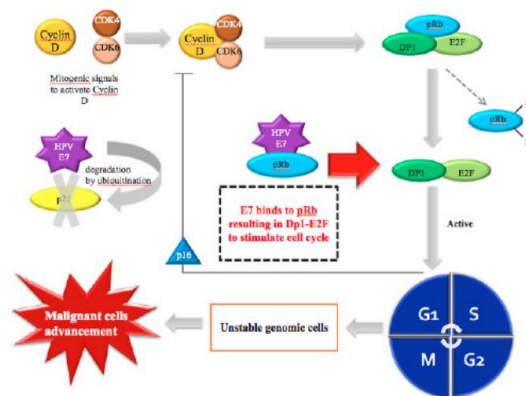 CDK4
Cyclin
D
CDK6
Mitogenic signals
to activate Cyclin
D
CDK4
Cyclin
D
CDK6
pRb
DP1
E2F
pRb
HPV
E7
degradation
by ubiquitination
p21
HPV
E7
pRb
DP1
E2F
E7 binds to pRb
resulting in Dp1-E2F
to stimulate cell cycle
Active
p16
Malignant cells
advancement
Unstable genomic cells
G1
S
M
G2